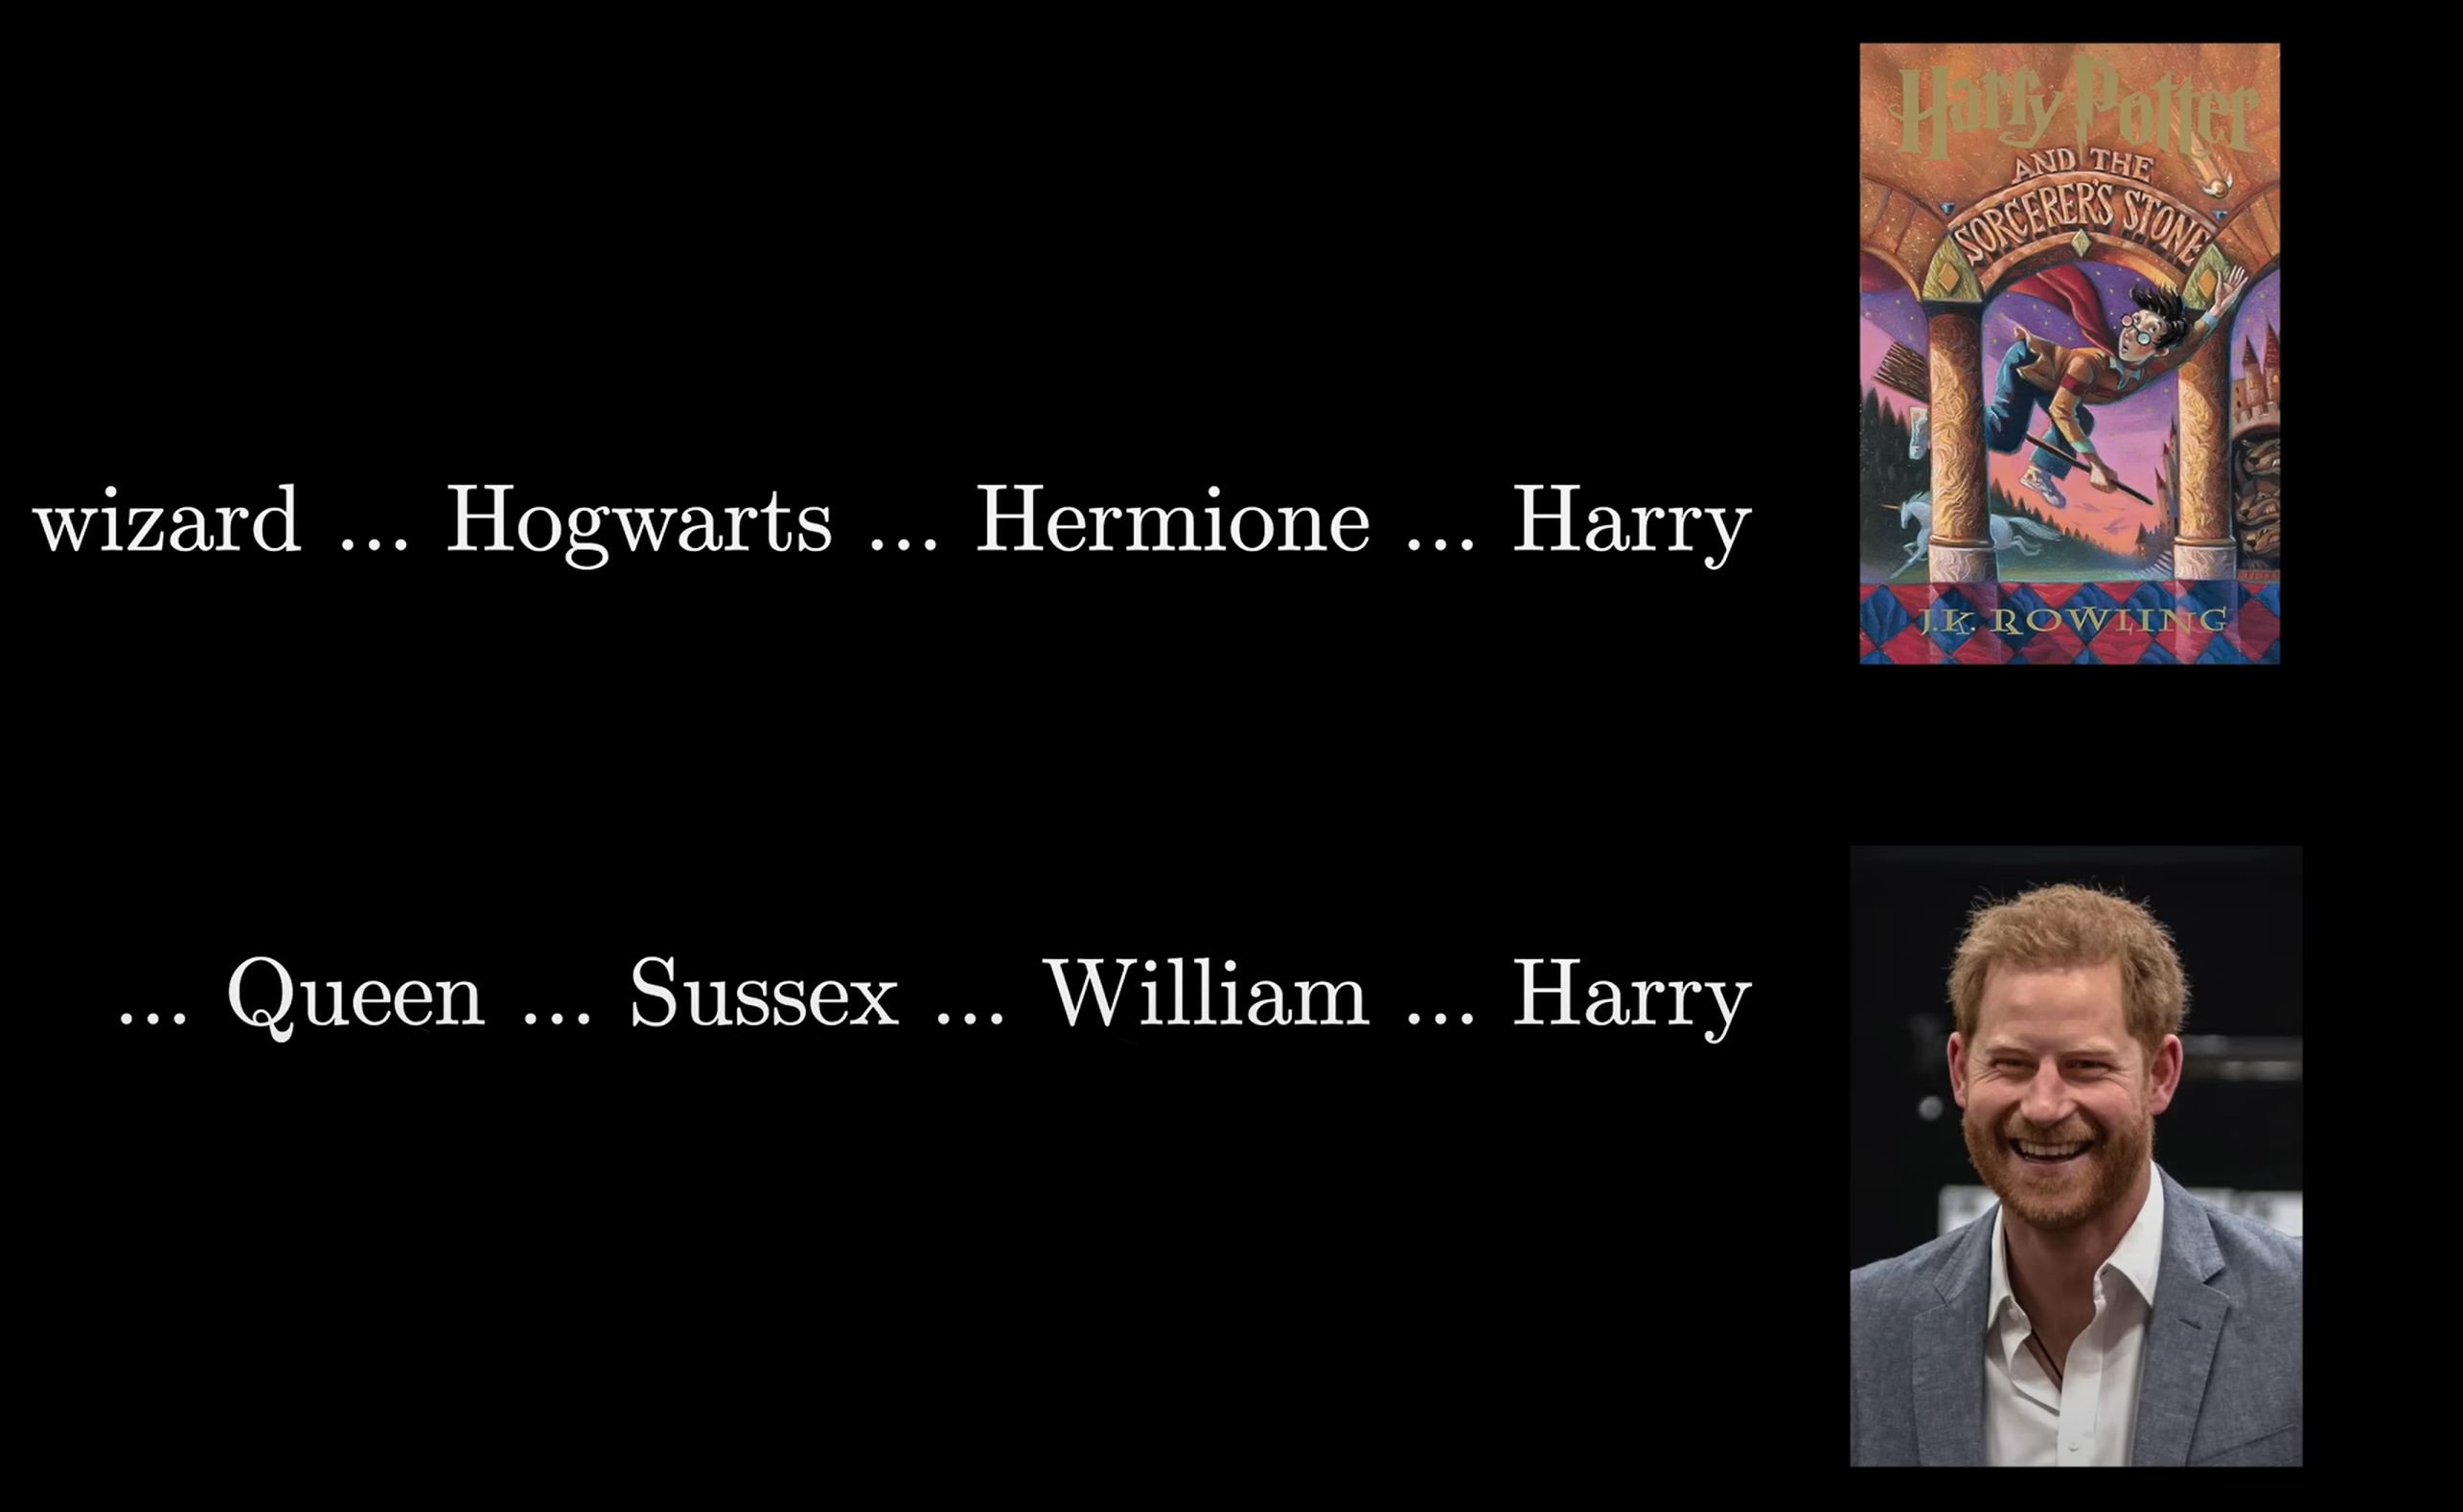 Harry Potter
AND THE
SORCERER'S STONE
wizard ... Hogwarts ... Hermione ... Harry
J.K. ROWLING
... Queen ... Sussex ... William ... Harry